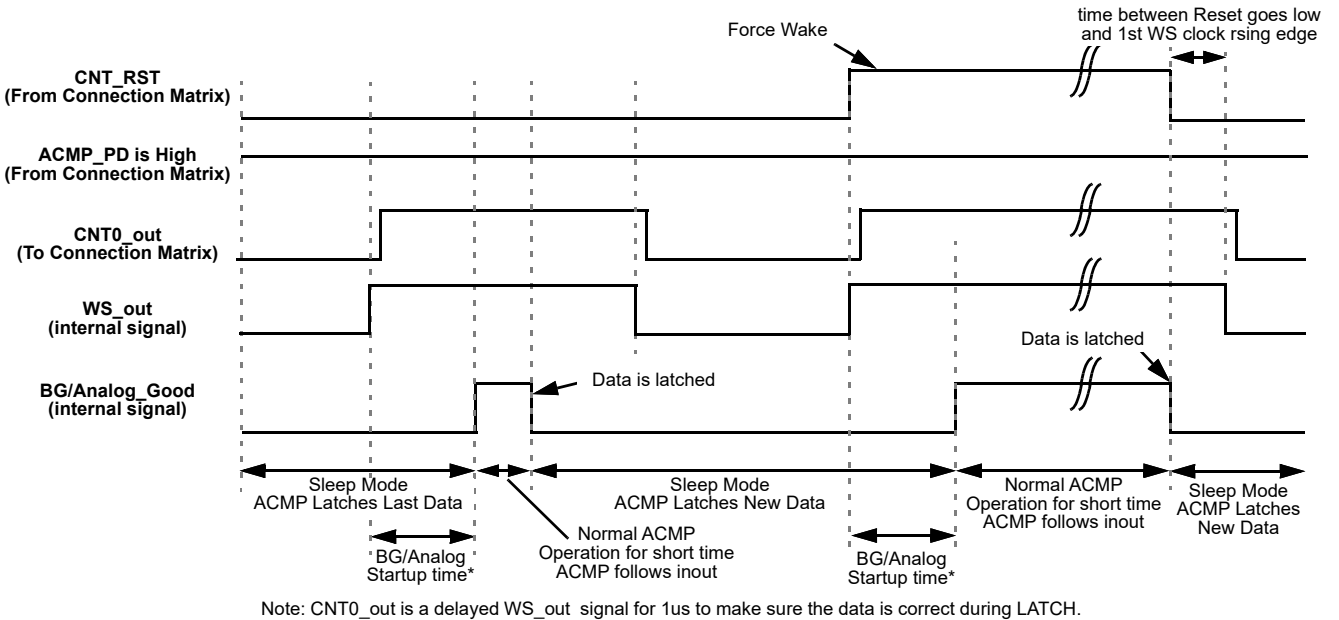 time between Reset goes low
and 1st WS clock rsing edge
Force Wake
CNT_RST
(From Connection Matrix)
ACMP_PD is High
(From Connection Matrix)
CNT0_out
(To Connection Matrix)
WS_out
(internal signal)
Data is latched
BG/Analog_Good
(internal signal)
Data is latched
Sleep Mode
ACMP Latches Last Data
Sleep Mode
ACMP Latches New Data
Normal ACMP
Operation for short time
ACMP follows inout
Sleep Mode
ACMP Latches
New Data
BG/Analog
Startup time*
Normal ACMP
Operation for short time
ACMP follows inout
BG/Analog
Startup time*
Note: CNT0_out is a delayed WS_out signal for 1us to make sure the data is correct during LATCH.